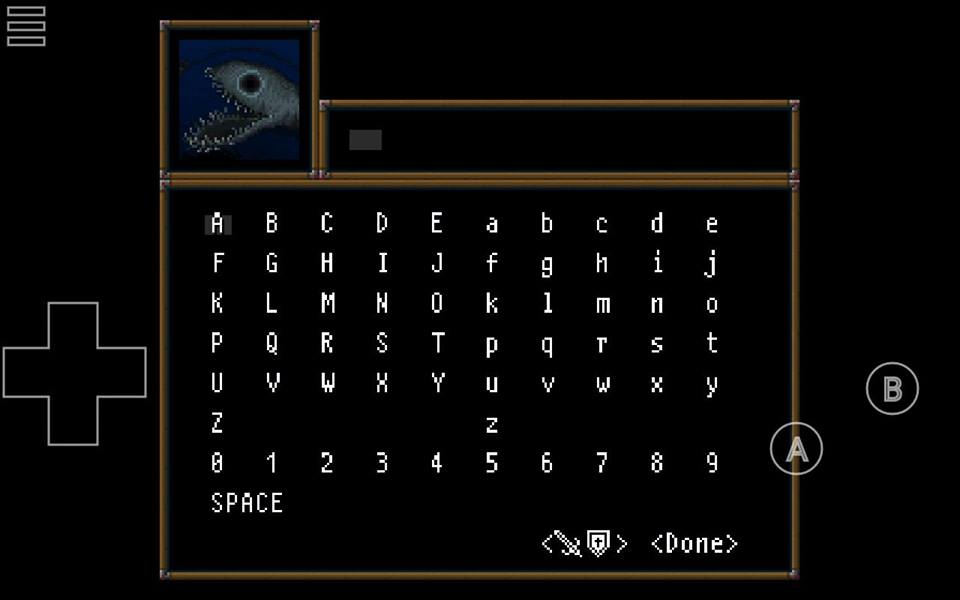 A B C D E a b c d e
F G H I J f g h i j
K L M N O k l m n o
P Q R S T p q r s t
U V W X Y u v w x y
Z z
0 1 2 3 4 5 6 7 8 9
SPACE
< > <Done>
B
A